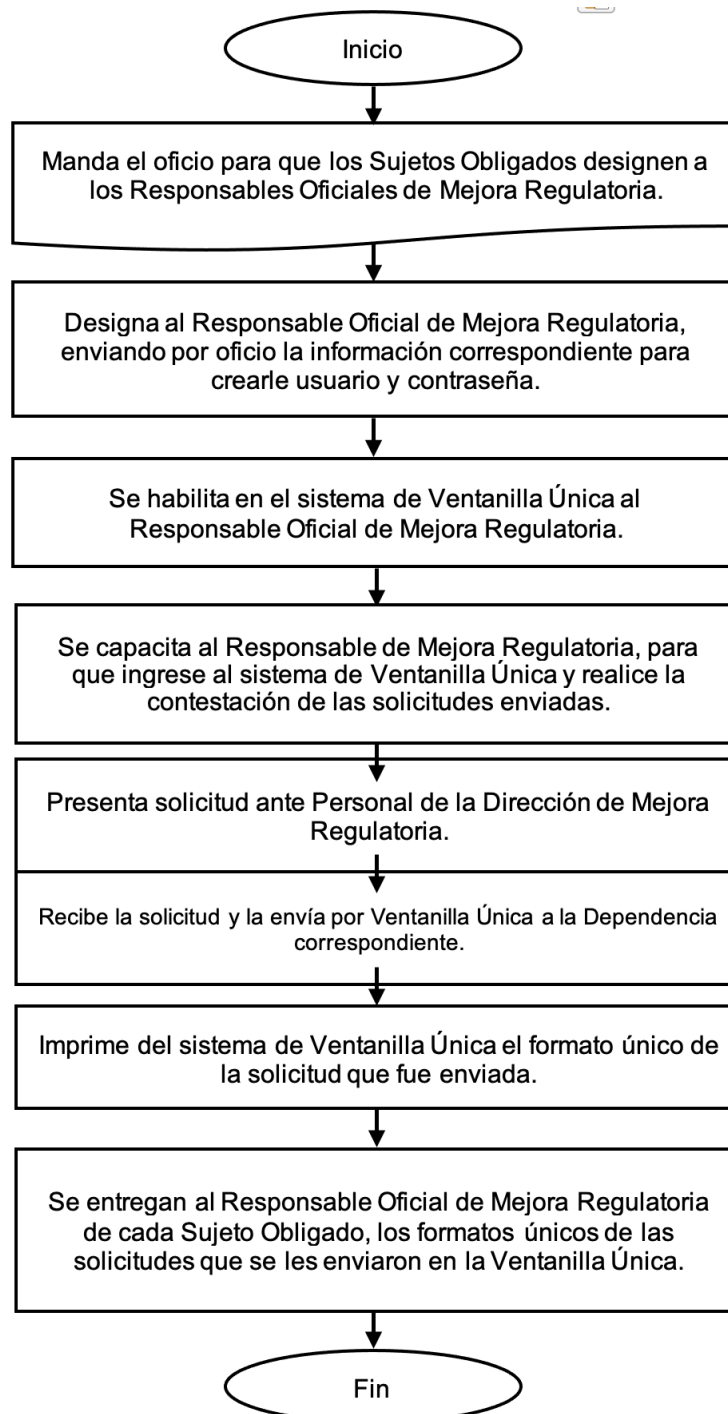 Inicio
Manda el oficio para que los Sujetos Obligados designen a
los Responsables Oficiales de Mejora Regulatoria.
Designa al Responsable Oficial de Mejora Regulatoria,
enviando por oficio la información correspondiente para
crearle usuario y contraseña.
Se habilita en el sistema de Ventanilla Única al
Responsable Oficial de Mejora Regulatoria.
Se capacita al Responsable de Mejora Regulatoria, para
que ingrese al sistema de Ventanilla Única y realice la
contestación de las solicitudes enviadas.
Presenta solicitud ante Personal de la Dirección de Mejora
Regulatoria.
Recibe la solicitud y la envía por Ventanilla Única a la Dependencia
correspondiente.
Imprime del sistema de Ventanilla Única el formato único de
la solicitud que fue enviada.
Se entregan al Responsable Oficial de Mejora Regulatoria
de cada Sujeto Obligado, los formatos únicos de las
solicitudes que se les enviaron en la Ventanilla Única.
Fin